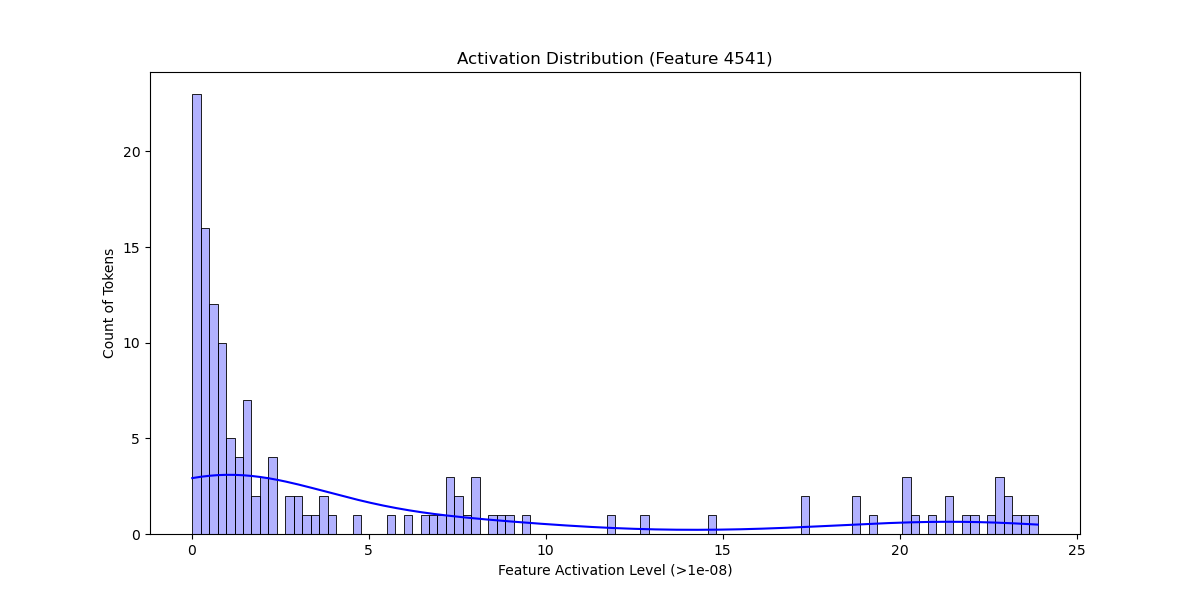 Activation Distribution (Feature 4541)
Count of Tokens
20
15
10
5
0
0 5 10 15 20 25
Feature Activation Level (>1e-08)